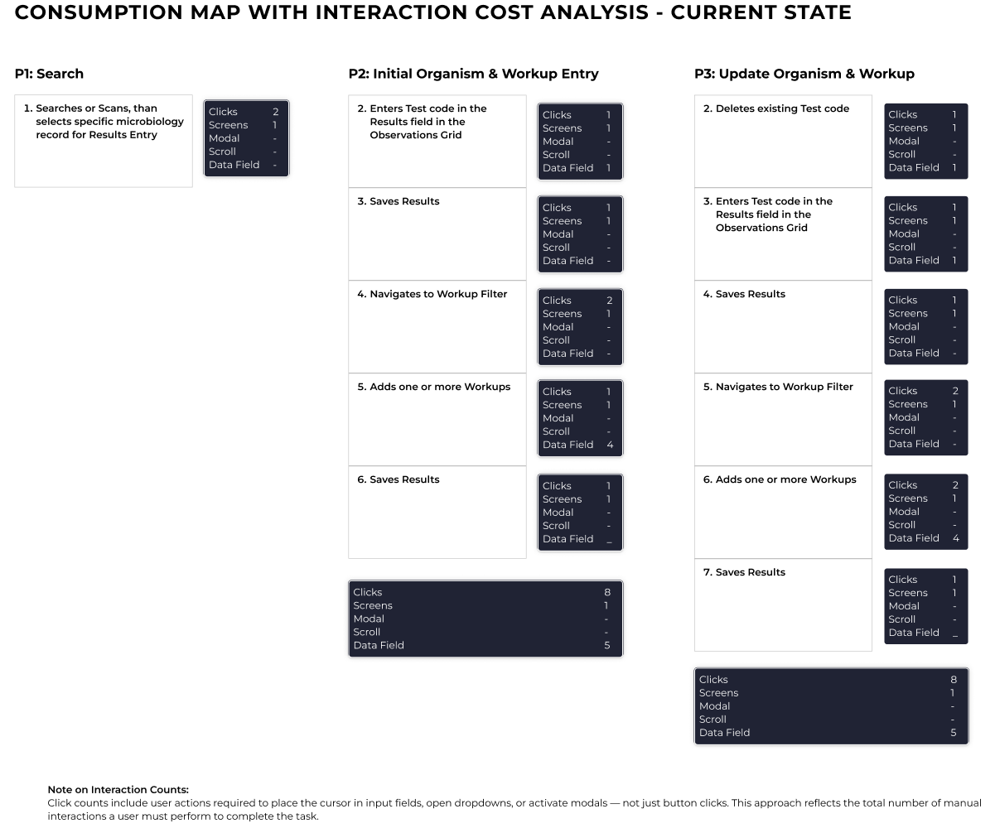 CONSUMPTION MAP WITH INTERACTION COST ANALYSIS - CURRENT STATE
P1: Search
1. Searches or Scans, than
selects specific microbiology
record for Results Entry
Clicks 2
Screens 1
Modal -
Scroll -
Data Field -
P2: Initial Organism & Workup Entry
2. Enters Test code in the
Results field in the
Observations Grid
Clicks 1
Screens 1
Modal -
Scroll -
Data Field 1
3. Saves Results
Clicks 1
Screens 1
Modal -
Scroll -
Data Field -
4. Navigates to Workup Filter
Clicks 2
Screens 1
Modal -
Scroll -
Data Field -
5. Adds one or more Workups
Clicks 1
Screens 1
Modal -
Scroll -
Data Field 4
6. Saves Results
Clicks 1
Screens 1
Modal -
Scroll -
Data Field _
Clicks 8
Screens 1
Modal -
Scroll -
Data Field 5
P3: Update Organism & Workup
2. Deletes existing Test code
Clicks 1
Screens 1
Modal -
Scroll -
Data Field 1
3. Enters Test code in the
Results field in the
Observations Grid
Clicks 1
Screens 1
Modal -
Scroll -
Data Field 1
4. Saves Results
Clicks 1
Screens 1
Modal -
Scroll -
Data Field -
5. Navigates to Workup Filter
Clicks 2
Screens 1
Modal -
Scroll -
Data Field -
6. Adds one or more Workups
Clicks 2
Screens 1
Modal -
Scroll -
Data Field 4
7. Saves Results
Clicks 1
Screens 1
Modal -
Scroll -
Data Field _
Clicks 8
Screens 1
Modal -
Scroll -
Data Field 5
Note on Interaction Counts:
Click counts include user actions required to place the cursor in input fields, open dropdowns, or activate modals — not just button clicks. This approach reflects the total number of manual
interactions a user must perform to complete the task.